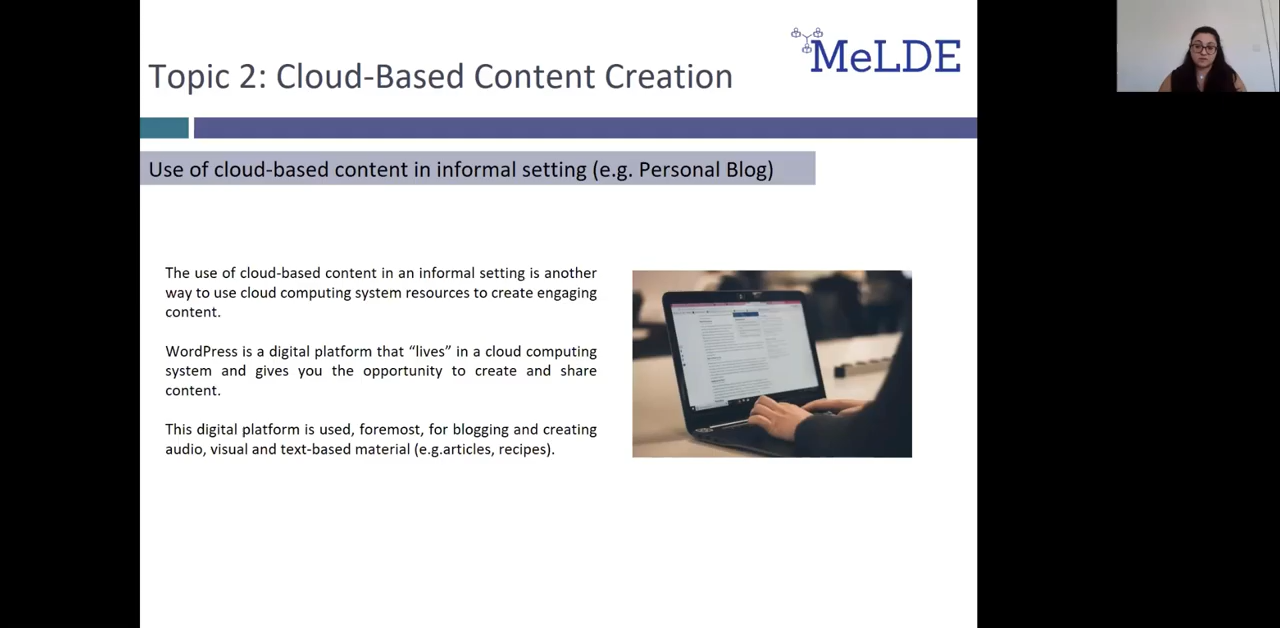 MeLDE
Topic 2: Cloud-Based Content Creation
Use of cloud-based content in informal setting (e.g. Personal Blog)
The use of cloud-based content in an informal setting is another
way to use cloud computing system resources to create engaging
content.
WordPress is a digital platform that “lives” in a cloud computing
system and gives you the opportunity to create and share
content.
This digital platform is used, foremost, for blogging and creating
audio, visual and text-based material (e.g.articles, recipes).